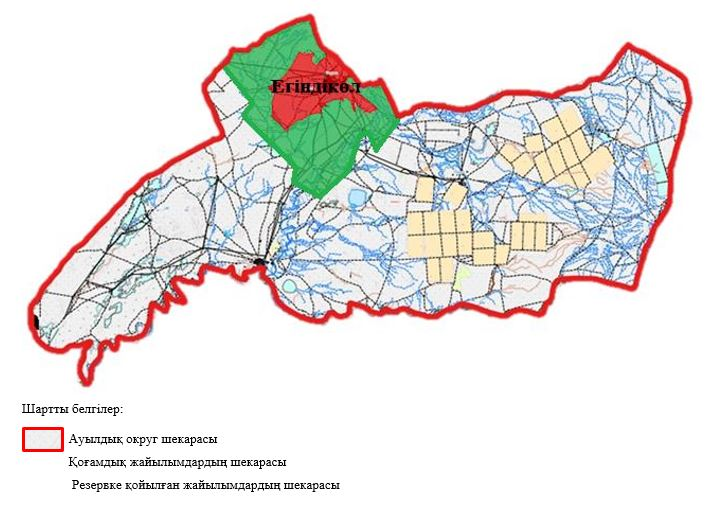 Егіндікөл
Шартты белгілер:
Ауылдық округ шекарасы
Қоғамдық жайылымдардың шекарасы
Резервке қойылған жайылымдардың шекарасы